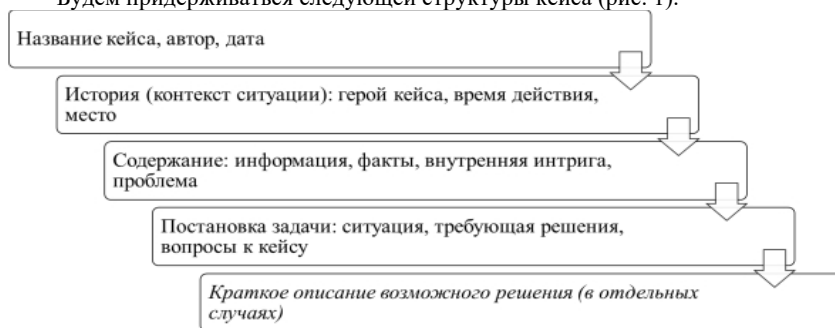 Будем придерживаться следующей структуры кейса (рис. 1).
Название кейса, автор, дата
История (контекст ситуации): герой кейса, время действия,
место
Содержание: информация, факты, внутренняя интрига,
проблема
Постановка задачи: ситуация, требующая решения,
вопросы к кейсу
Краткое описание возможного решения (в отдельных
случаях)